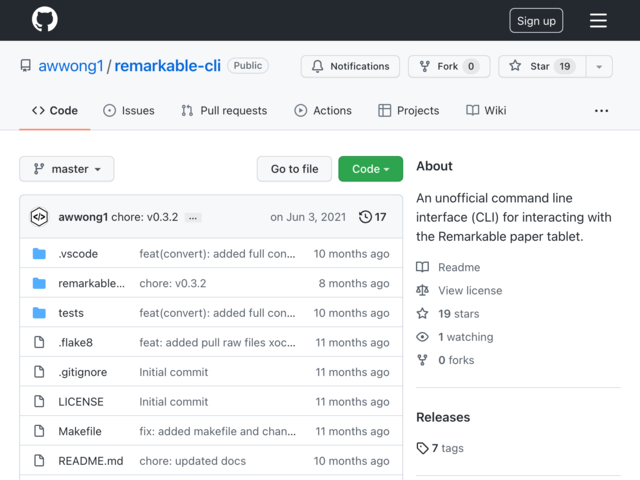 Sign up
awwong1 / remarkable-cli Public
Notifications Fork 0 Star 19
Code Issues Pull requests Actions Projects Wiki ...
master Go to file Code
awwong1 chore: v0.3.2 ... on Jun 3, 2021 17
.vscode feat(convert): added full con... 10 months ago
remarkable... chore: v0.3.2 8 months ago
tests feat(convert): added full con... 10 months ago
.flake8 feat: added pull raw files xoc... 11 months ago
.gitignore Initial commit 11 months ago
LICENSE Initial commit 11 months ago
Makefile fix: added makefile and chan... 11 months ago
README.md chore: updated docs 10 months ago
About
An unofficial command line
interface (CLI) for interacting with
the Remarkable paper tablet.
Readme
View license
19 stars
1 watching
0 forks
Releases
7 tags